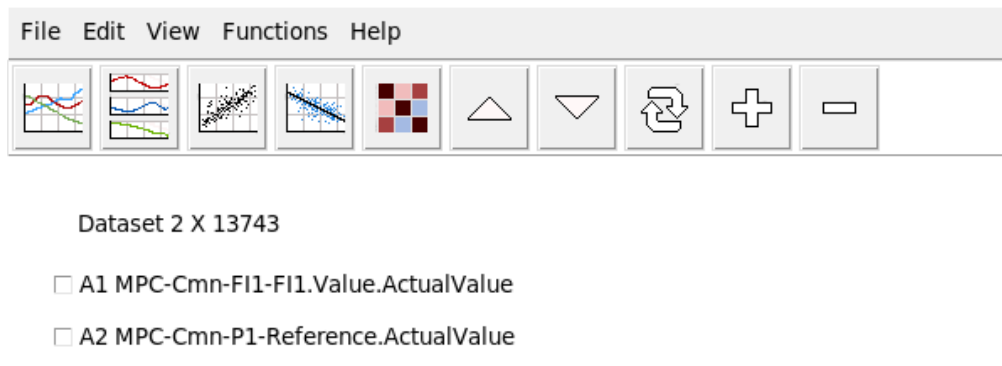 File Edit View Functions Help
Dataset 2 X 13743
A1 MPC-Cmn-FI1-FI1.Value.ActualValue
A2 MPC-Cmn-P1-Reference.ActualValue